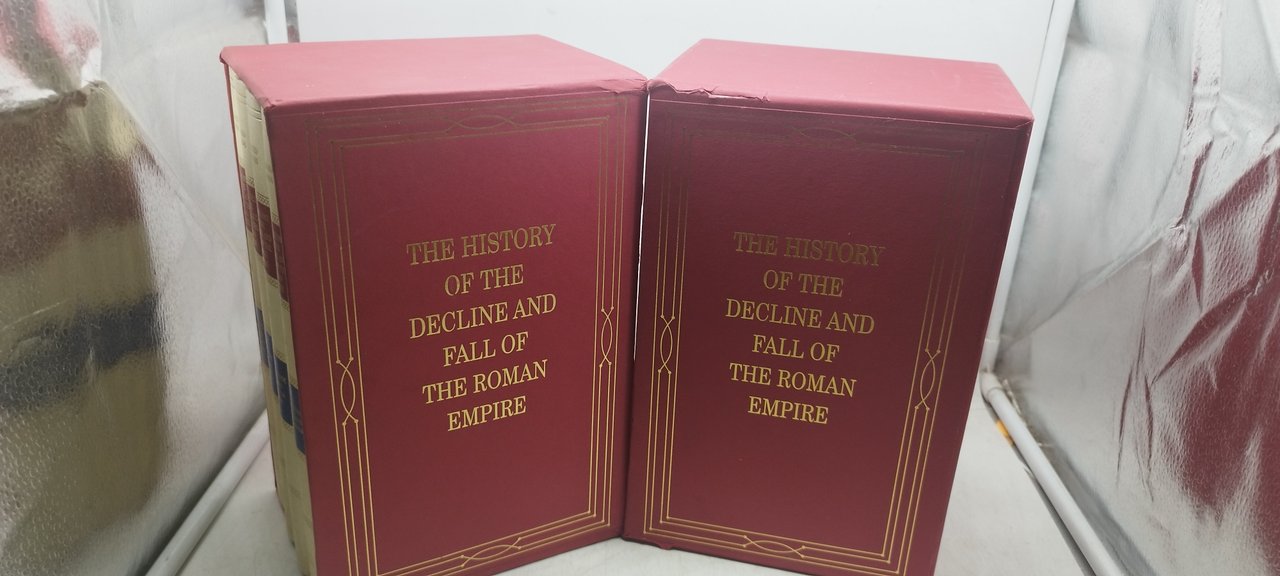 THE HISTORY
OF THE
DECLINE AND
FALL OF
THE ROMAN
EMPIRE
THE HISTORY
OF THE
DECLINE AND
FALL OF
THE ROMAN
EMPIRE